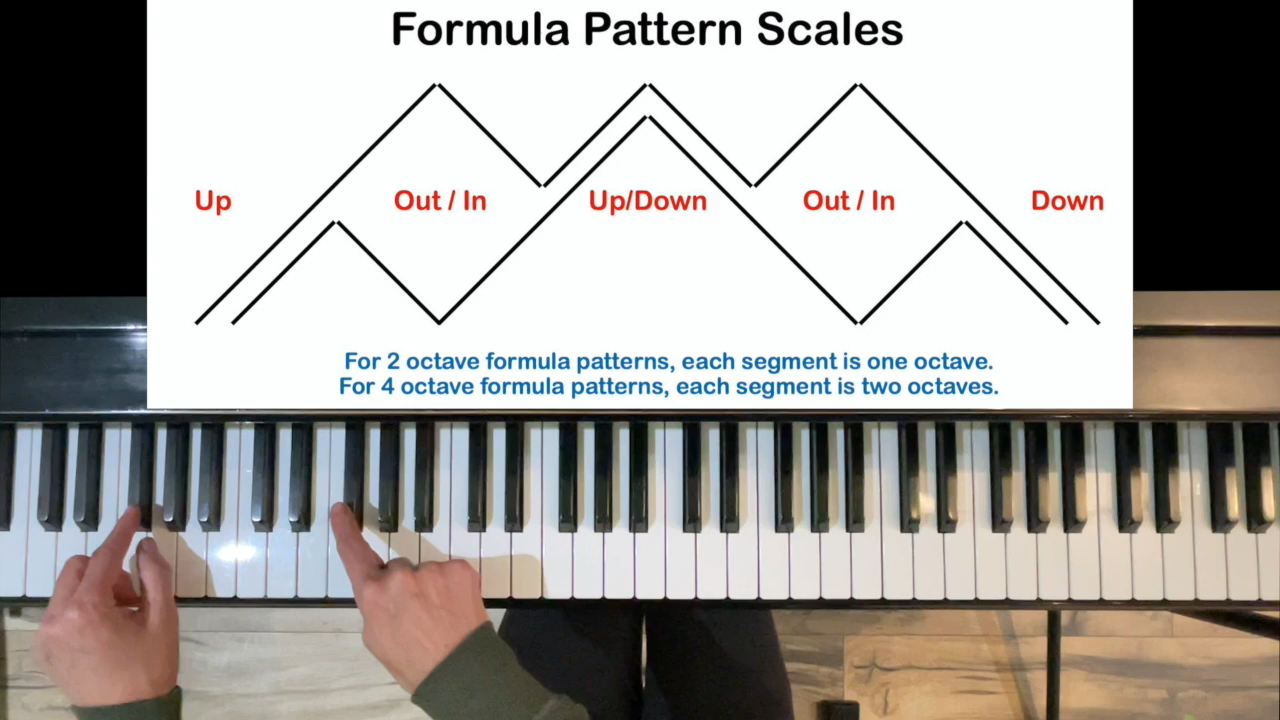 Formula Pattern Scales
Up
Out / In
Up/Down
Out / In
Down
For 2 octave formula patterns, each segment is one octave.
For 4 octave formula patterns, each segment is two octaves.